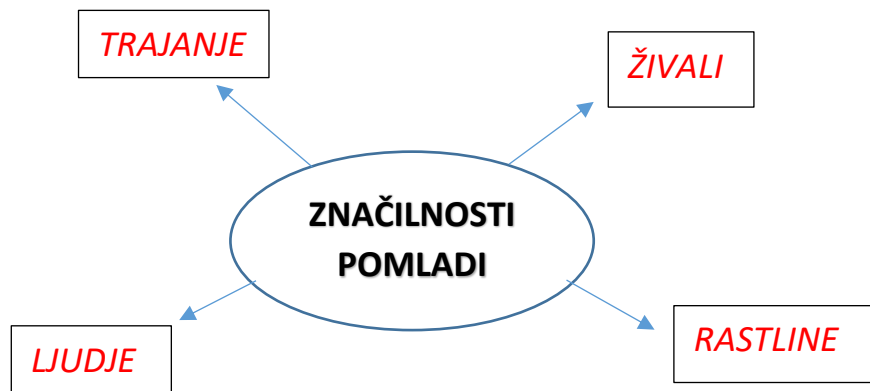 TRAJANJE
ŽIVALI
ZNAČILNOSTI
POMLADI
LJUDJE
RASTLINE